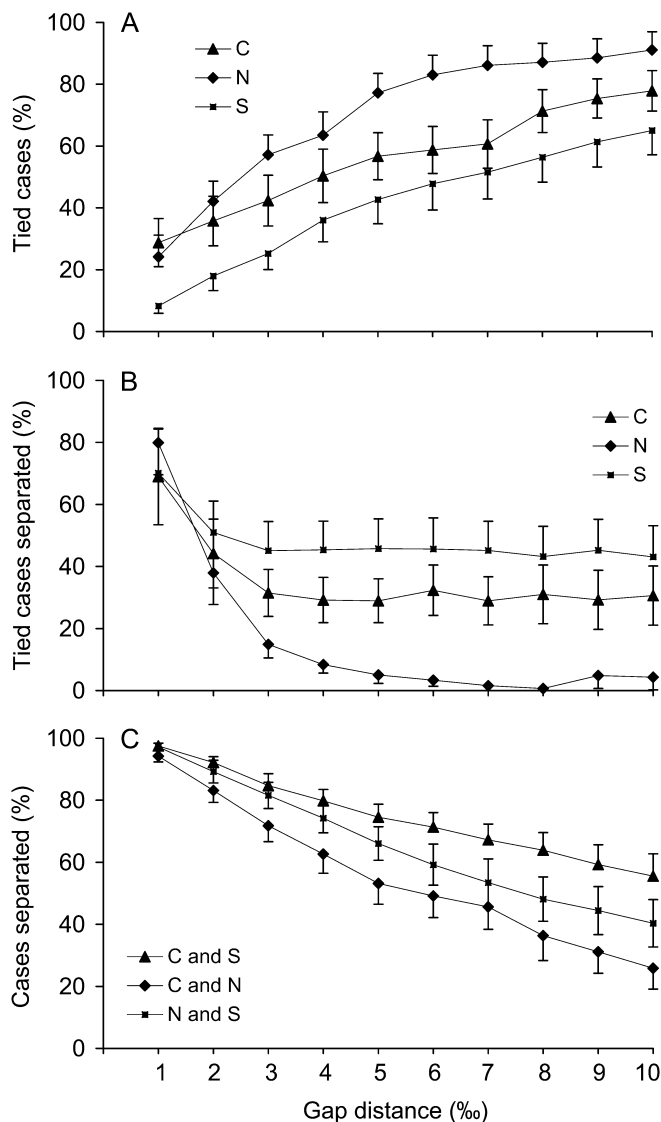 A
C
N
S
Tied cases (%)
100
80
60
40
20
0
B
C
N
S
Tied cases separated (%)
100
80
60
40
20
0
C
C and S
C and N
N and S
Cases separated (%)
100
80
60
40
20
0
1 2 3 4 5 6 7 8 9 10
Gap distance (‰)